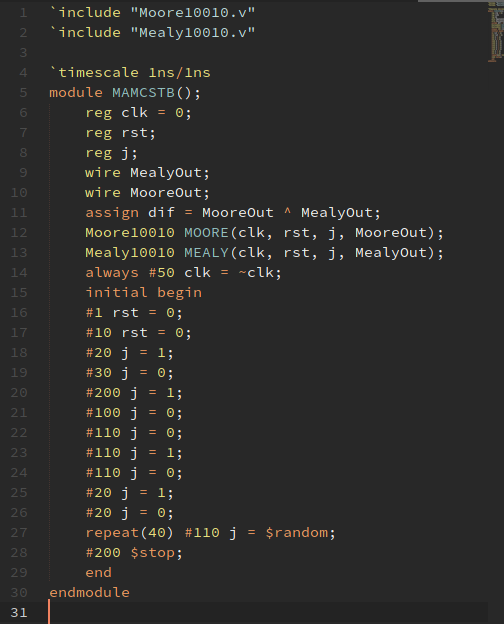 1 `include "Moore10010.v"
2 `include "Mealy10010.v"
3
4 `timescale 1ns/1ns
5 module MAMCSTB();
6 reg clk = 0;
7 reg rst;
8 reg j;
9 wire MealyOut;
10 wire MooreOut;
11 assign dif = MooreOut ^ MealyOut;
12 Moore10010 MOORE(clk, rst, j, MooreOut);
13 Mealy10010 MEALY(clk, rst, j, MealyOut);
14 always #50 clk = ~clk;
15 initial begin
16 #1 rst = 0;
17 #10 rst = 0;
18 #20 j = 1;
19 #30 j = 0;
20 #200 j = 1;
21 #100 j = 0;
22 #110 j = 0;
23 #110 j = 1;
24 #110 j = 0;
25 #20 j = 1;
26 #20 j = 0;
27 repeat(40) #110 j = $random;
28 #200 $stop;
29 end
30 endmodule
31